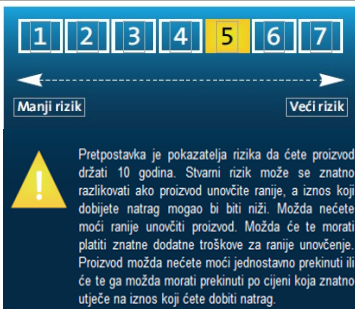 1 2 3 4 5 6 7
Manji rizik Veći rizik
Pretpostavka je pokazatelja rizika da ćete proizvod
držati 10 godina. Stvarni rizik može se znatno
razlikovati ako proizvod unovčite ranije, a iznos koji
dobijete natrag mogao bi biti niži. Možda nećete
moći ranije unovčiti proizvod. Možda će te morati
platiti znatne dodatne troškove za ranije unovčenje.
Proizvod možda nećete moći jednostavno prekinuti ili
će te ga možda morati prekinuti po cijeni koja znatno
utječe na iznos koji ćete dobiti natrag.